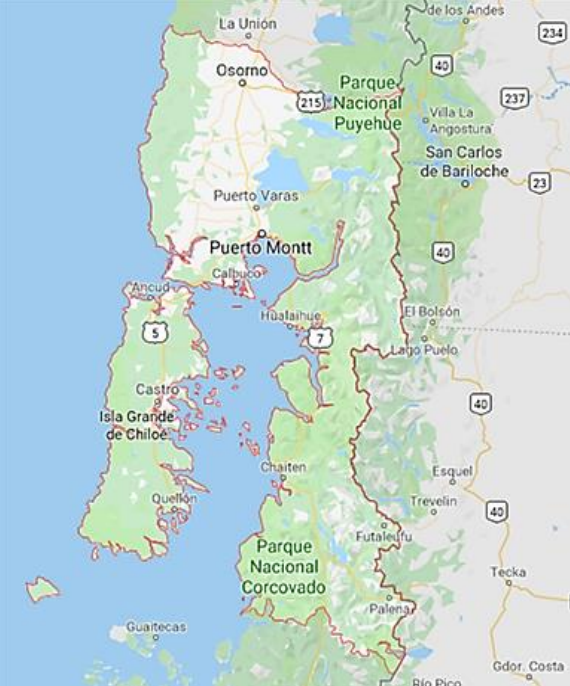 de los Andes
La Unión
234
Osorno
40
215
Parque
Nacional
Puyehue
237
Villa La
Angostura
San Carlos
de Bariloche
23
Puerto Varas
Puerto Montt
40
Calbuco
Ancud
Hualaihue
El Bolsón
5
7
Lago Puelo
Castro
40
Isla Grande
de Chiloé
Chaiten
Esquel
Quellón
Trevelin
40
Futaleufu
Parque
Nacional
Corcovado
Tecka
Palena
Guaitecas
Gdor. Costa
Río Pico